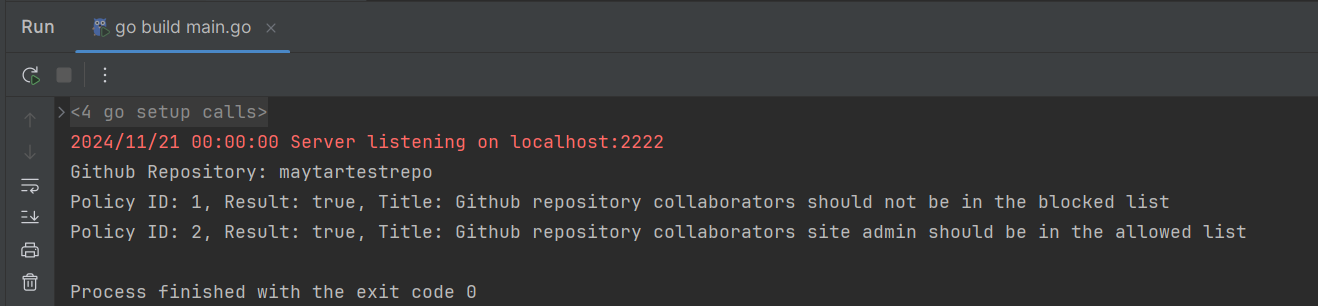 Run go build main.go ×
<4 go setup calls>
2024/11/21 00:00:00 Server listening on localhost:2222
Github Repository: maytartestrepo
Policy ID: 1, Result: true, Title: Github repository collaborators should not be in the blocked list
Policy ID: 2, Result: true, Title: Github repository collaborators site admin should be in the allowed list
Process finished with the exit code 0